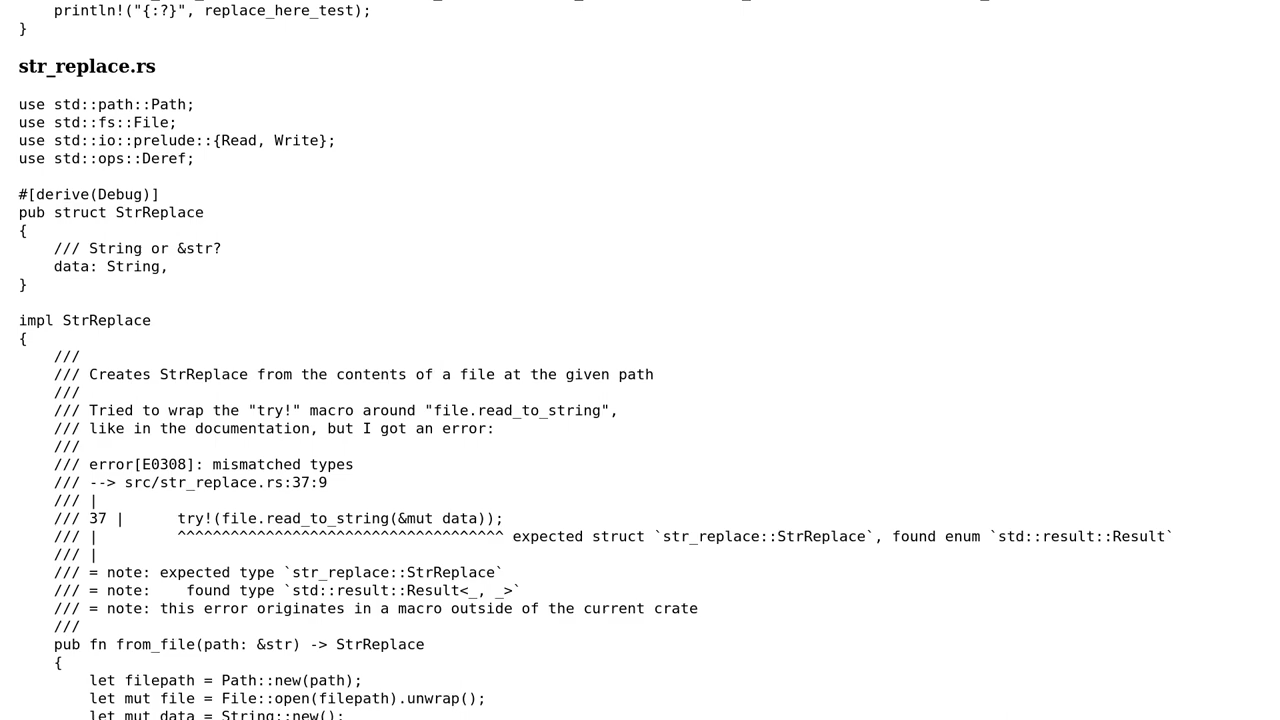 println!("{:?}", replace_here_test);
}
str_replace.rs
use std::path::Path;
use std::fs::File;
use std::io::prelude::{Read, Write};
use std::ops::Deref;

#[derive(Debug)]
pub struct StrReplace
{
    /// String or &str?
    data: String,
}

impl StrReplace
{
    ///
    /// Creates StrReplace from the contents of a file at the given path
    ///
    /// Tried to wrap the "try!" macro around "file.read_to_string",
    /// like in the documentation, but I got an error:
    ///
    /// error[E0308]: mismatched types
    /// --> src/str_replace.rs:37:9
    /// |
    /// 37 |      try!(file.read_to_string(&mut data));
    /// |         ^^^^^^^^^^^^^^^^^^^^^^^^^^^^^^^^^^^^^ expected struct `str_replace::StrReplace`, found enum `std::result::Result`
    /// |
    /// = note: expected type `str_replace::StrReplace`
    /// = note:    found type `std::result::Result<_, _>`
    /// = note: this error originates in a macro outside of the current crate
    ///
    pub fn from_file(path: &str) -> StrReplace
    {
        let filepath = Path::new(path);
        let mut file = File::open(filepath).unwrap();
        let mut data = String::new();